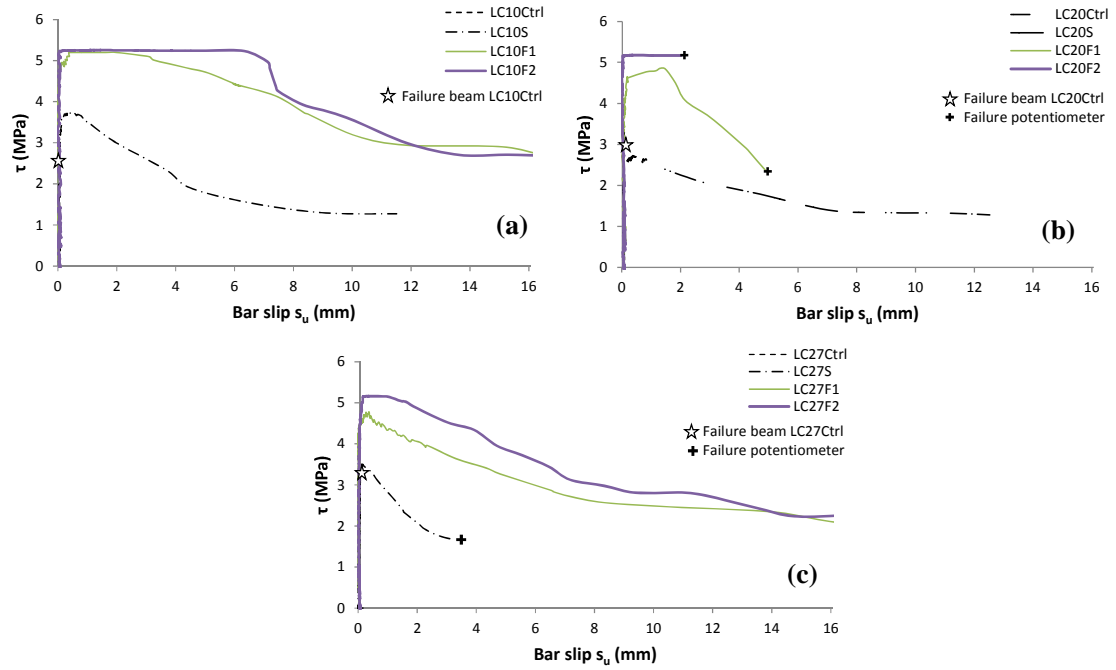 6
5
4
3
2
1
0
τ (MPa)
0 2 4 6 8 10 12 14 16
Bar slip su (mm)
LC10Ctrl
LC10S
LC10F1
LC10F2
Failure beam LC10Ctrl
(a)
6
5
4
3
2
1
0
τ (MPa)
0 2 4 6 8 10 12 14 16
Bar slip su (mm)
LC20Ctrl
LC20S
LC20F1
LC20F2
Failure beam LC20Ctrl
Failure potentiometer
(b)
6
5
4
3
2
1
0
τ (MPa)
0 2 4 6 8 10 12 14 16
Bar slip su (mm)
LC27Ctrl
LC27S
LC27F1
LC27F2
Failure beam LC27Ctrl
Failure potentiometer
(c)